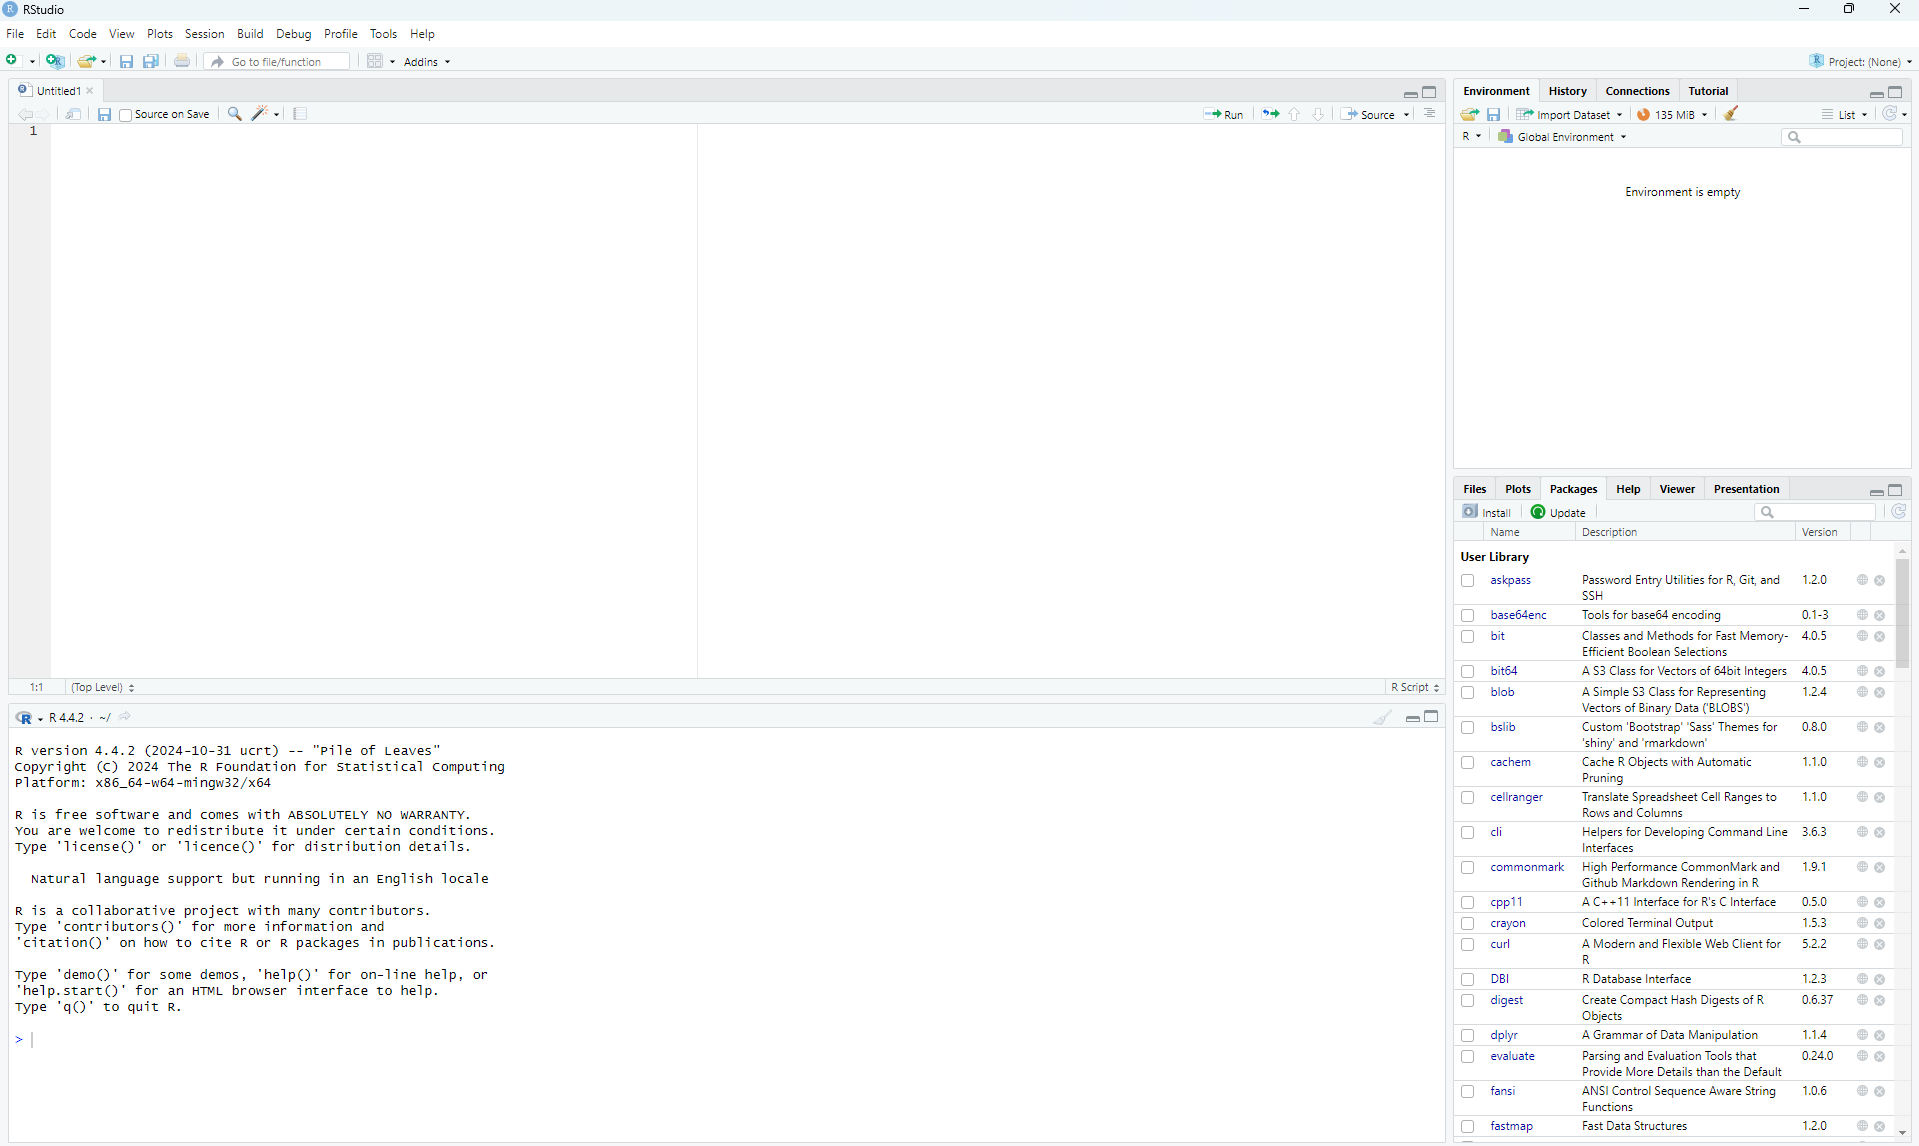 RStudio
File Edit Code View Plots Session Build Debug Profile Tools Help
Go to file/function Addins Project: (None)
Untitled1
Source on Save Run Source
1
1:1 (Top Level) R Script
R 4.4.2 · ~/
R version 4.4.2 (2024-10-31 ucrt) -- "Pile of Leaves"
Copyright (C) 2024 The R Foundation for Statistical Computing
Platform: x86_64-w64-mingw32/x64
R is free software and comes with ABSOLUTELY NO WARRANTY.
You are welcome to redistribute it under certain conditions.
Type 'license()' or 'licence()' for distribution details.
Natural language support but running in an English locale
R is a collaborative project with many contributors.
Type 'contributors()' for more information and
'citation()' on how to cite R or R packages in publications.
Type 'demo()' for some demos, 'help()' for on-line help, or
'help.start()' for an HTML browser interface to help.
Type 'q()' to quit R.
>
Environment History Connections Tutorial
Import Dataset 135 MiB List
R Global Environment
Environment is empty
Files Plots Packages Help Viewer Presentation
Install Update
Name Description Version
User Library
askpass Password Entry Utilities for R, Git, and 1.2.0
SSH
base64enc Tools for base64 encoding 0.1-3
bit Classes and Methods for Fast Memory- 4.0.5
Efficient Boolean Selections
bit64 A S3 Class for Vectors of 64bit Integers 4.0.5
blob A Simple S3 Class for Representing 1.2.4
Vectors of Binary Data ('BLOBS')
bslib Custom 'Bootstrap' 'Sass' Themes for 0.8.0
'shiny' and 'rmarkdown'
cachem Cache R Objects with Automatic 1.1.0
Pruning
cellranger Translate Spreadsheet Cell Ranges to 1.1.0
Rows and Columns
cli Helpers for Developing Command Line 3.6.3
Interfaces
commonmark High Performance CommonMark and 1.9.1
Github Markdown Rendering in R
cpp11 A C++11 Interface for R's C Interface 0.5.0
crayon Colored Terminal Output 1.5.3
curl A Modern and Flexible Web Client for 5.2.2
R
DBI R Database Interface 1.2.3
digest Create Compact Hash Digests of R 0.6.37
Objects
dplyr A Grammar of Data Manipulation 1.1.4
evaluate Parsing and Evaluation Tools that 0.24.0
Provide More Details than the Default
fansi ANSI Control Sequence Aware String 1.0.6
Functions
fastmap Fast Data Structures 1.2.0